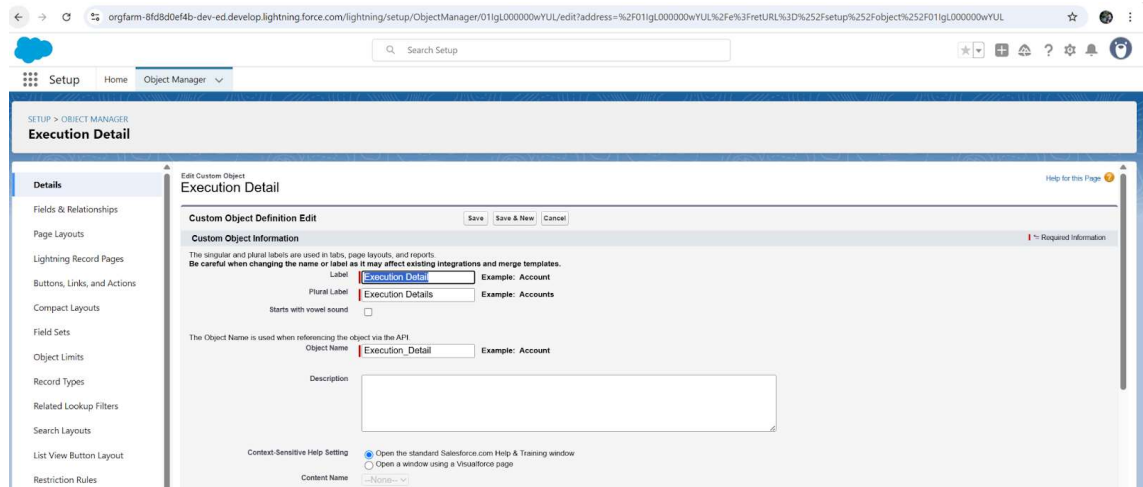 orgfarm-8fd8d0ef4b-dev-ed.develop.lightning.force.com/lightning/setup/ObjectManager/01IgL000000wYUL/edit?address=%2F01IgL000000wYUL%2Fe%3FretURL%3D%252Fsetup%252Fobject%252F01IgL000000wYUL
Search Setup
Setup Home Object Manager
SETUP > OBJECT MANAGER
Execution Detail
Details
Fields & Relationships
Page Layouts
Lightning Record Pages
Buttons, Links, and Actions
Compact Layouts
Field Sets
Object Limits
Record Types
Related Lookup Filters
Search Layouts
List View Button Layout
Restriction Rules
Edit Custom Object
Execution Detail
Help for this Page
Custom Object Definition Edit Save Save & New Cancel
Custom Object Information = Required Information
The singular and plural labels are used in tabs, page layouts, and reports.
Be careful when changing the name or label as it may affect existing integrations and merge templates.
Label Execution Detail Example: Account
Plural Label Execution Details Example: Accounts
Starts with vowel sound
The Object Name is used when referencing the object via the API.
Object Name Execution_Detail Example: Account
Description
Context-Sensitive Help Setting Open the standard Salesforce.com Help & Training window
Open a window using a Visualforce page
Content Name --None--